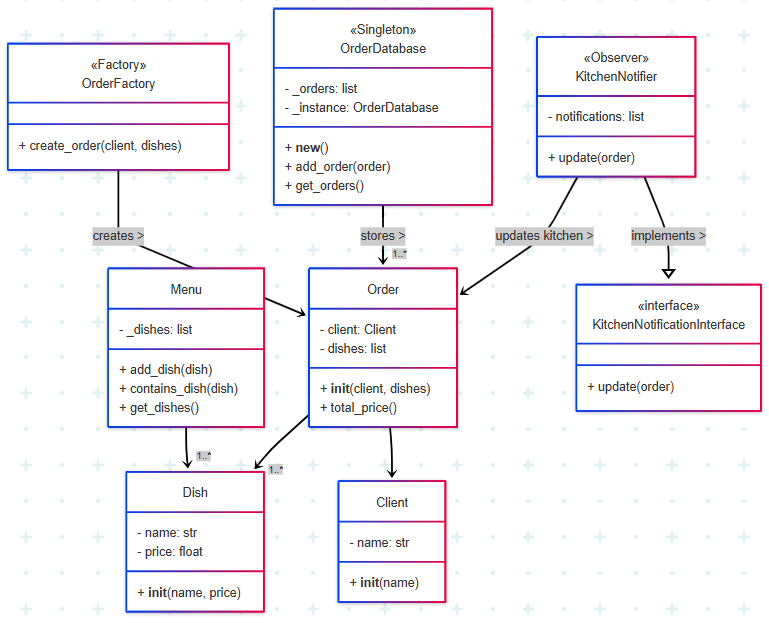 «Factory»
OrderFactory
+ create_order(client, dishes)
«Singleton»
OrderDatabase
- _orders: list
- _instance: OrderDatabase
+ new()
+ add_order(order)
+ get_orders()
«Observer»
KitchenNotifier
- notifications: list
+ update(order)
creates >
stores >
1..*
updates kitchen >
implements >
Menu
- _dishes: list
+ add_dish(dish)
+ contains_dish(dish)
+ get_dishes()
Order
- client: Client
- dishes: list
+ init(client, dishes)
+ total_price()
«interface»
KitchenNotificationInterface
+ update(order)
1..*
1..*
Dish
- name: str
- price: float
+ init(name, price)
Client
- name: str
+ init(name)